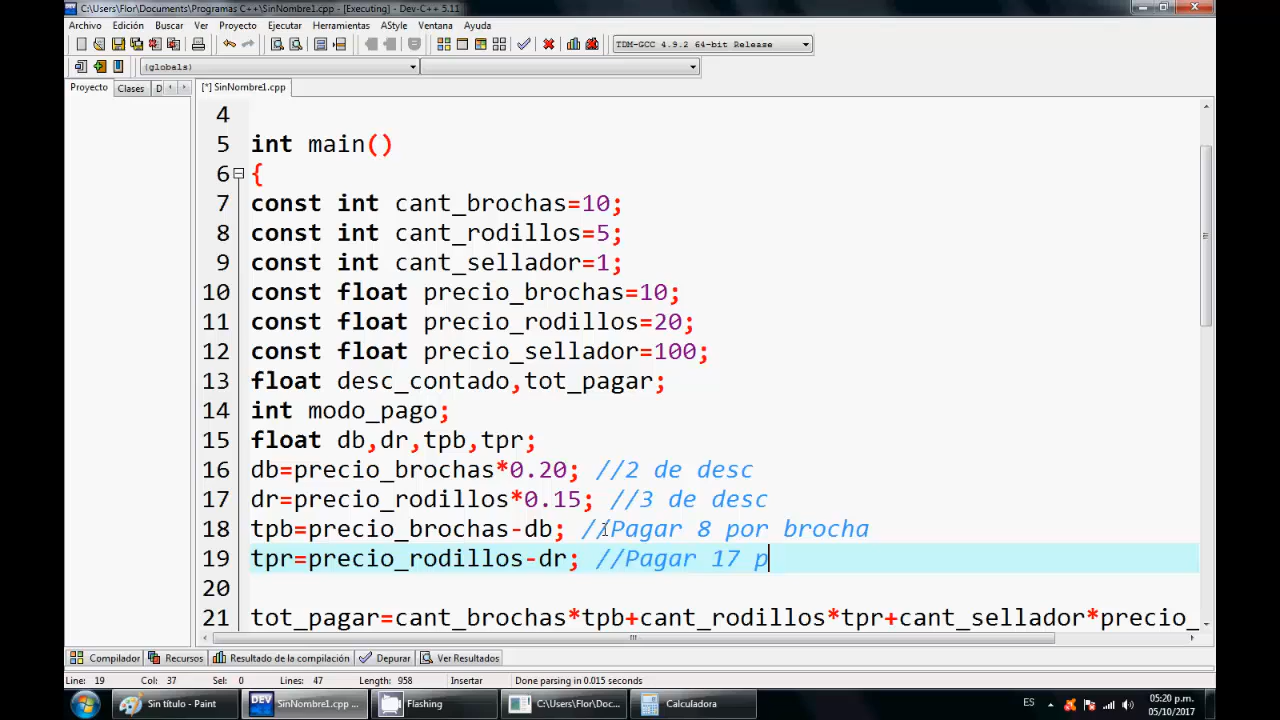 C:\Users\Flor\Documents\Programas C++\SinNombre1.cpp - [Executing] - Dev-C++ 5.11
Archivo Edición Buscar Ver Proyecto Ejecutar Herramientas AStyle Ventana Ayuda
TDM-GCC 4.9.2 64-bit Release
(globals)
Proyecto Clases D [*] SinNombre1.cpp
4
5 int main()
6 {
7 const int cant_brochas=10;
8 const int cant_rodillos=5;
9 const int cant_sellador=1;
10 const float precio_brochas=10;
11 const float precio_rodillos=20;
12 const float precio_sellador=100;
13 float desc_contado,tot_pagar;
14 int modo_pago;
15 float db,dr,tpb,tpr;
16 db=precio_brochas*0.20; //2 de desc
17 dr=precio_rodillos*0.15; //3 de desc
18 tpb=precio_brochas-db; //Pagar 8 por brocha
19 tpr=precio_rodillos-dr; //Pagar 17 p
20
21 tot_pagar=cant_brochas*tpb+cant_rodillos*tpr+cant_sellador*precio_
Compilador Recursos Resultado de la compilación Depurar Ver Resultados
Line: 19 Col: 37 Sel: 0 Lines: 47 Length: 958 Insertar Done parsing in 0.015 seconds
Sin título - Paint SinNombre1.cpp ... Flashing C:\Users\Flor\Doc... Calculadora ES 05:20 p.m.
05/10/2017